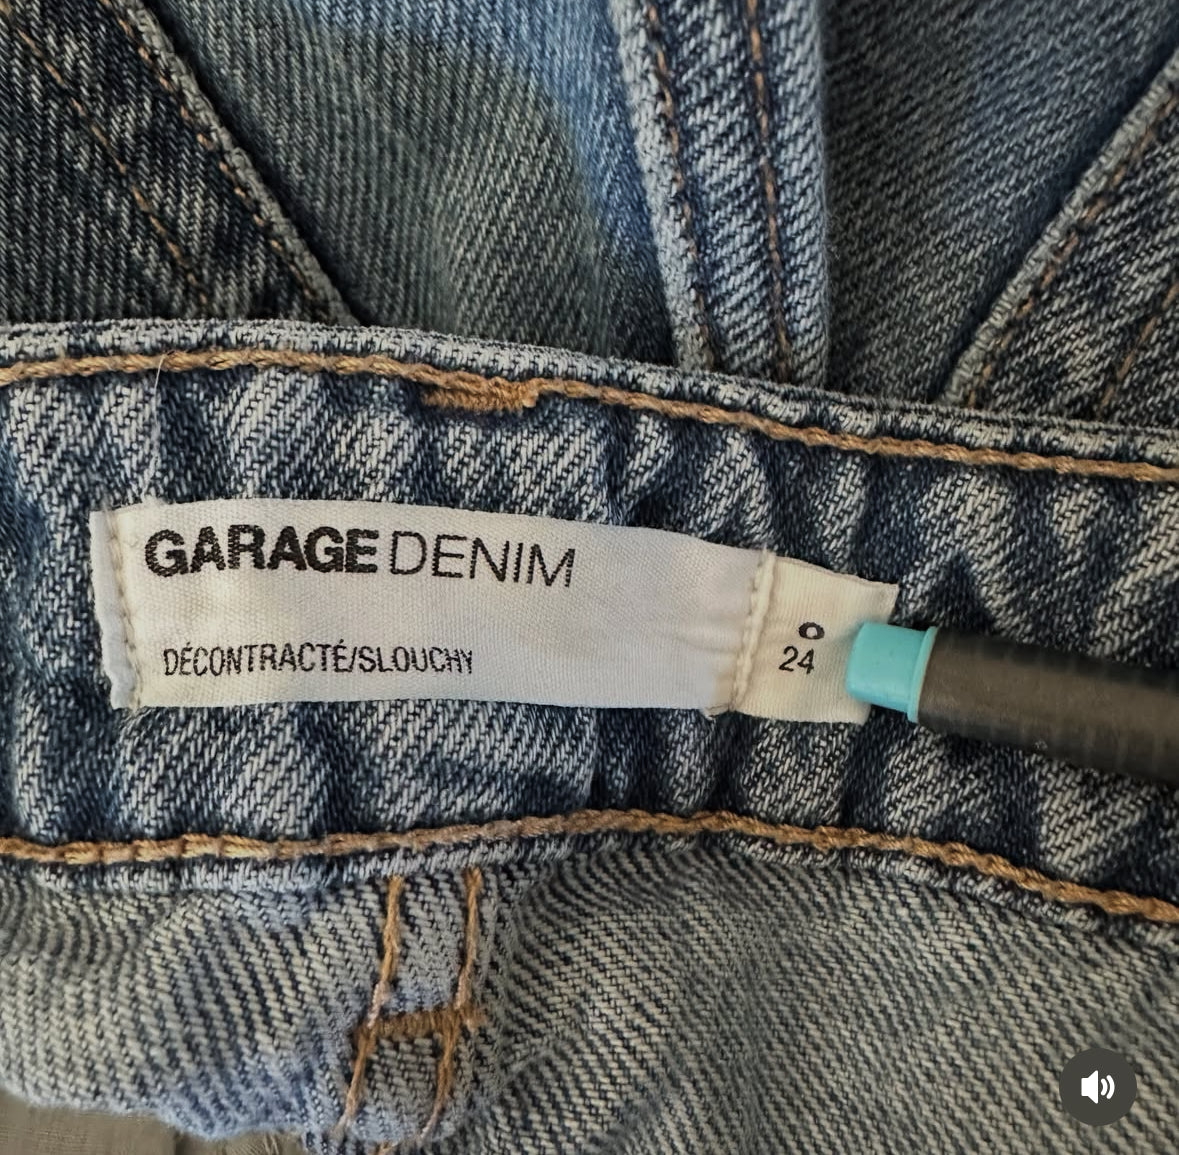 GARAGE DENIM
DÉCONTRACTÉ/SLOUCHY
0
24